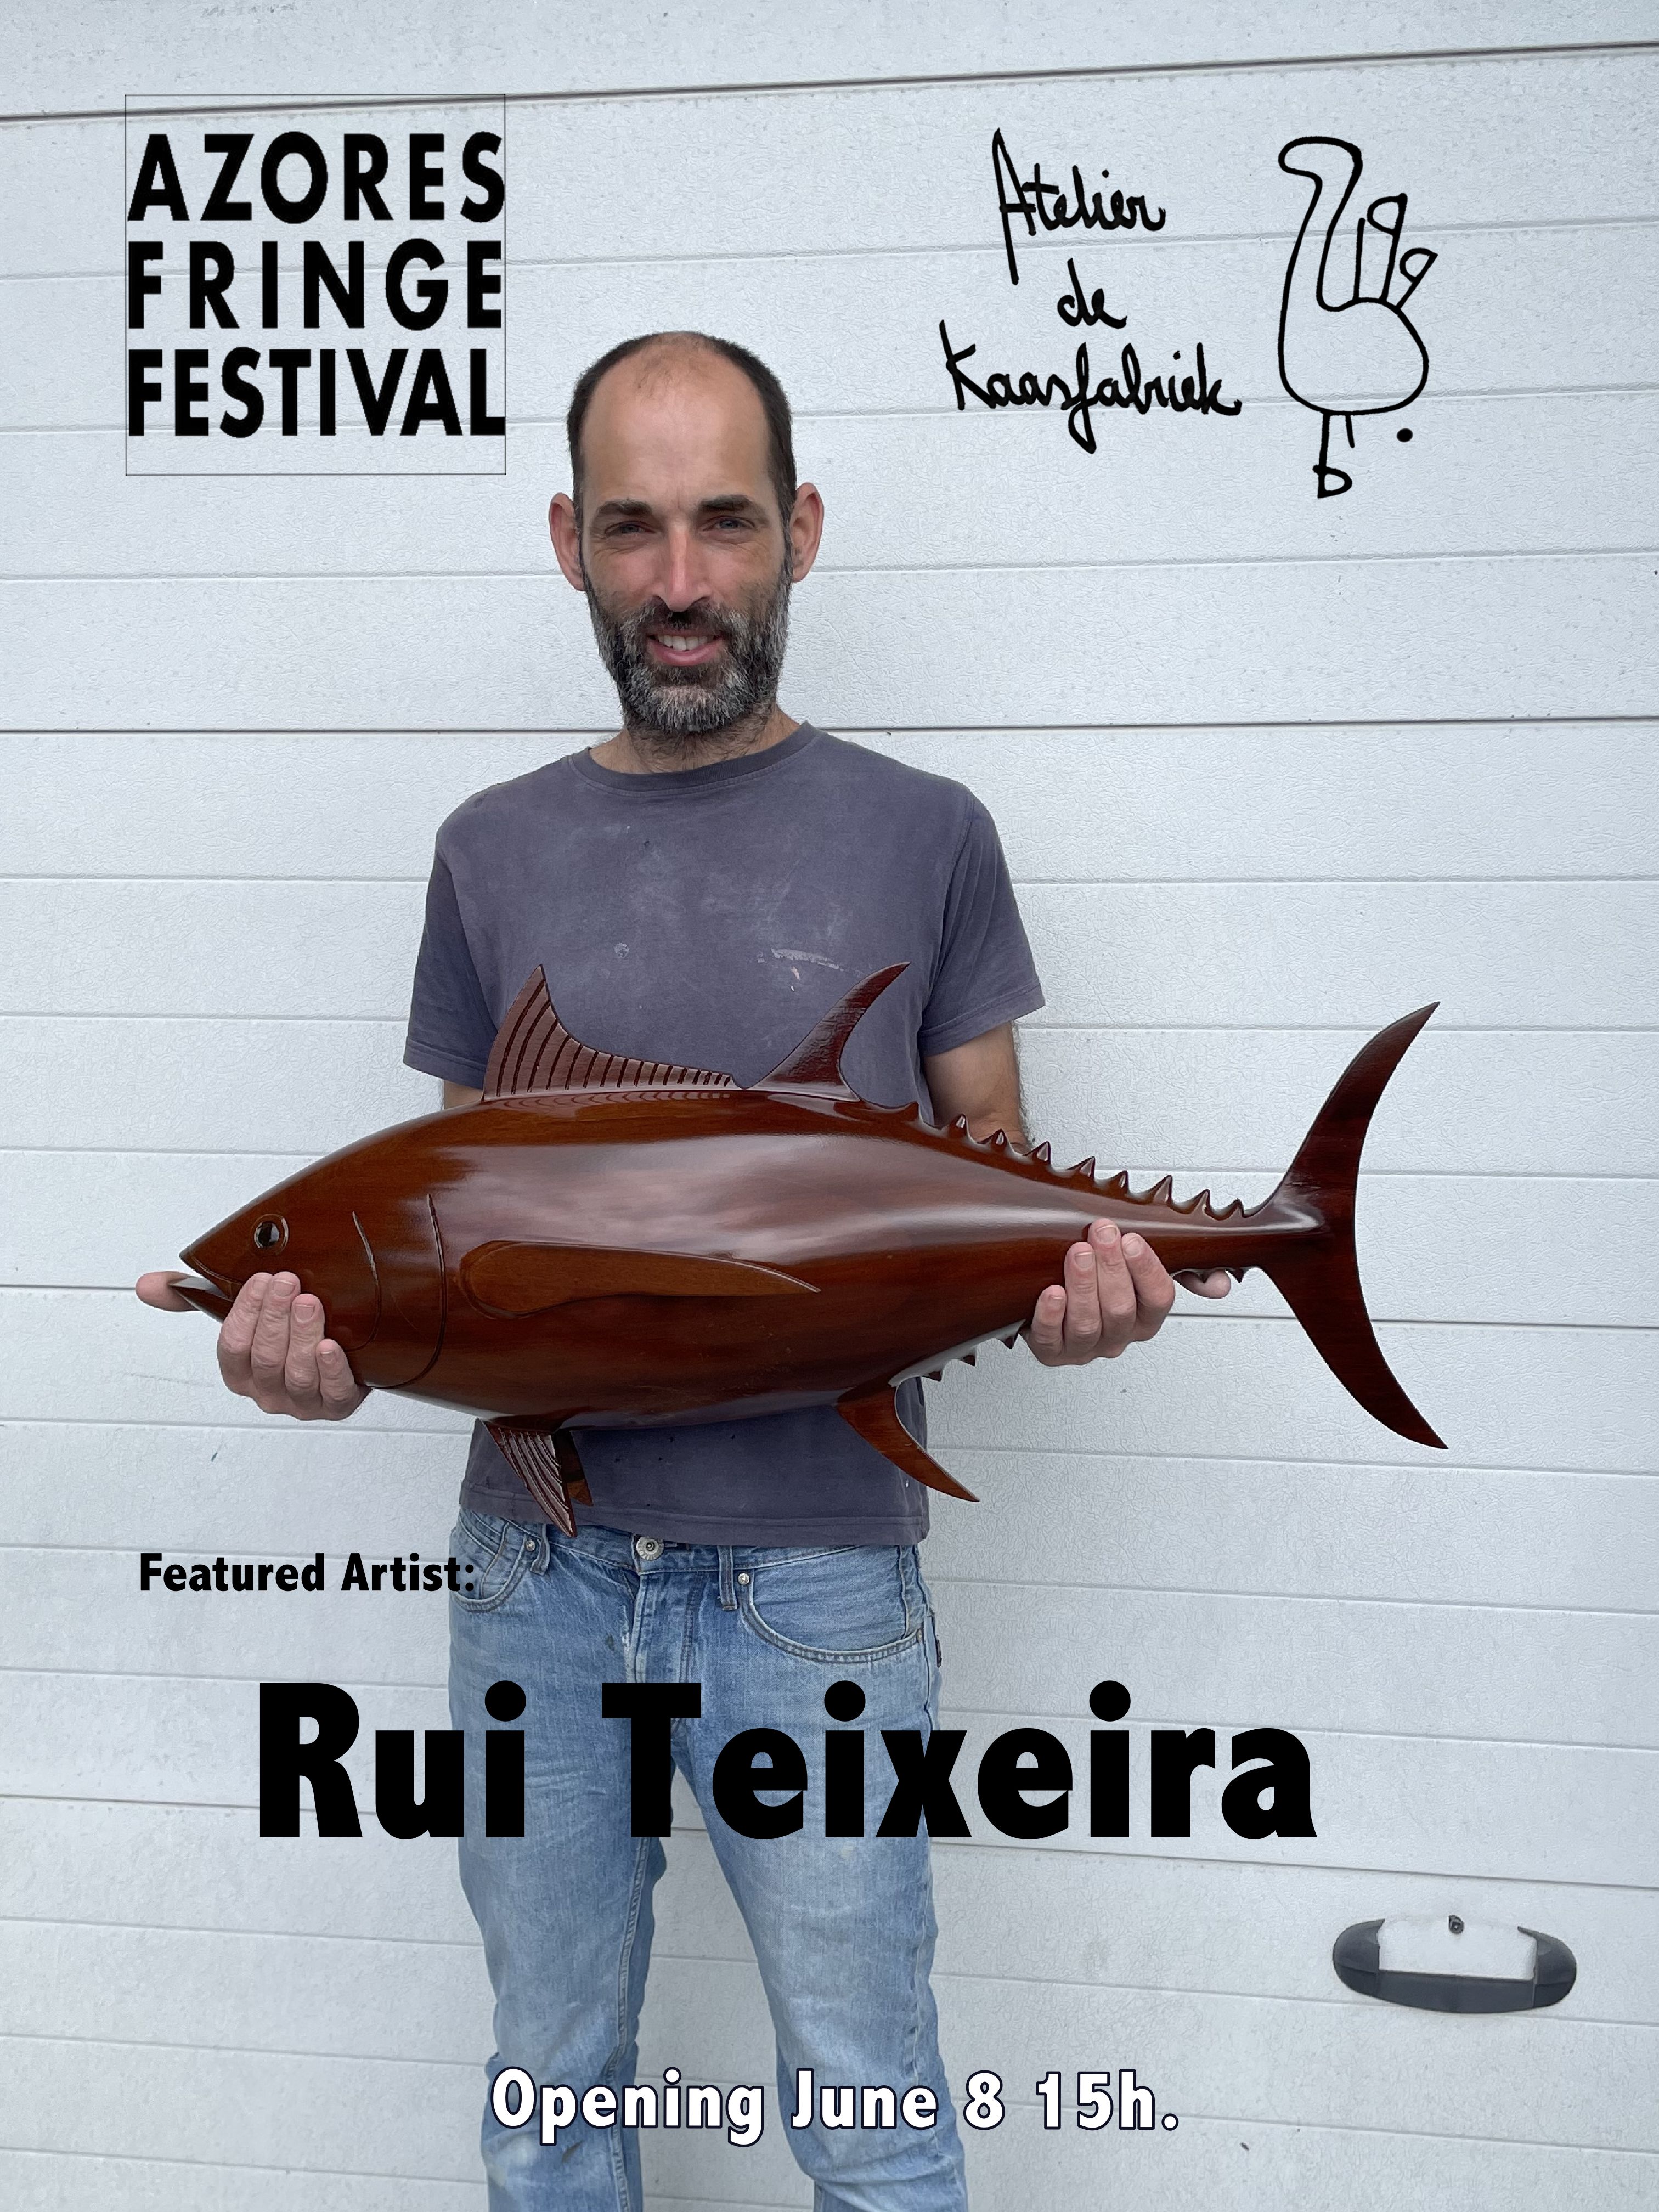 AZORES
FRINGE
FESTIVAL
Atelier
de
Kaasfabriek
Featured Artist:
Rui Teixeira
Opening June 8 15h.